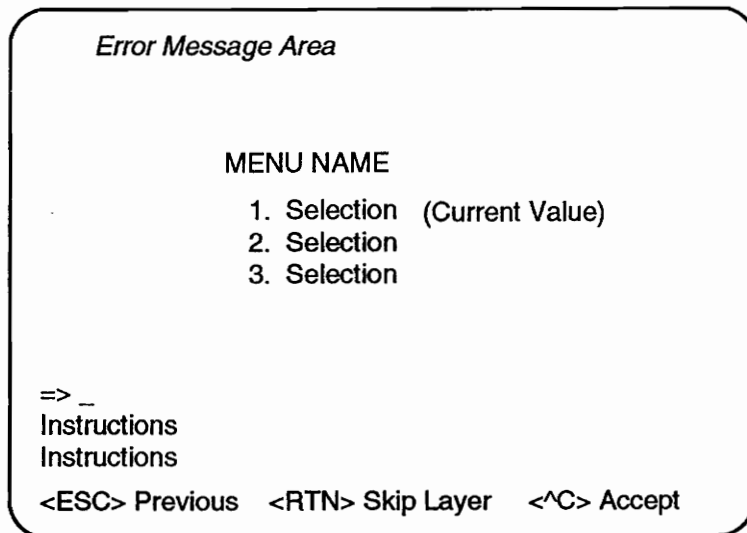 Error Message Area
MENU NAME
1. Selection (Current Value)
2. Selection
3. Selection
=> _
Instructions
Instructions
<ESC> Previous <RTN> Skip Layer <^C> Accept